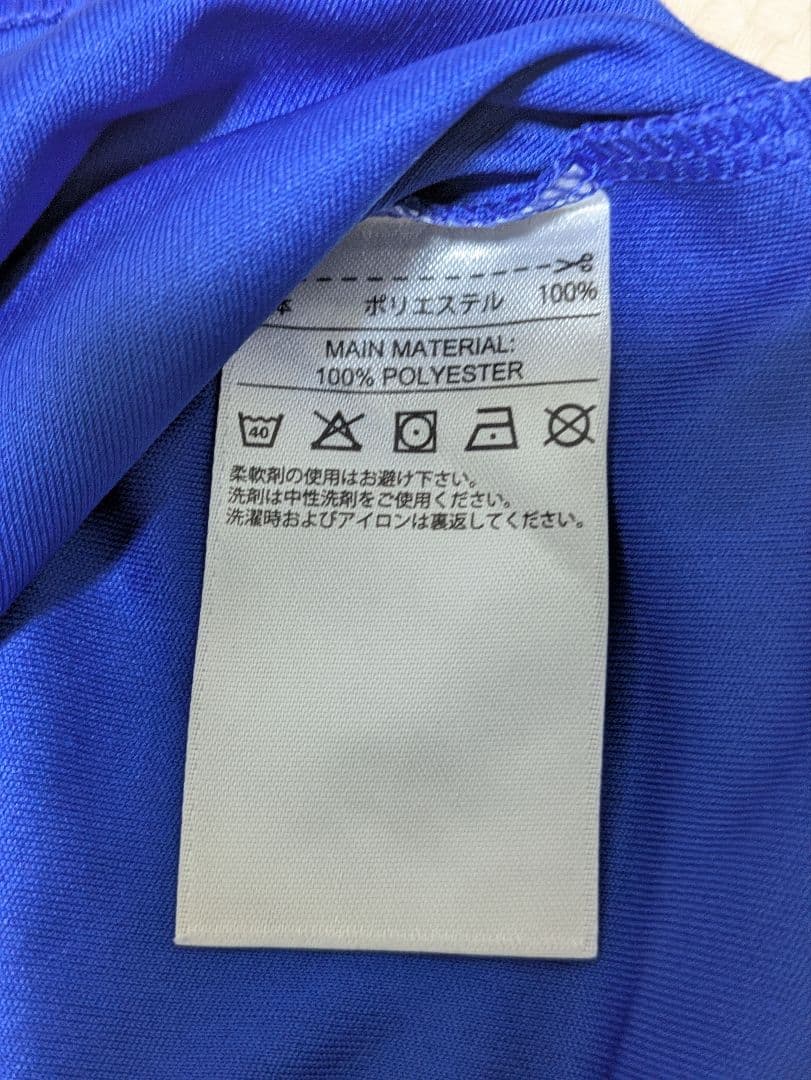 ポリエステル 100%
MAIN MATERIAL:
100% POLYESTER
40
柔軟剤の使用はお避け下さい。
洗剤は中性洗剤をご使用ください。
洗濯時およびアイロンは裏返してください。